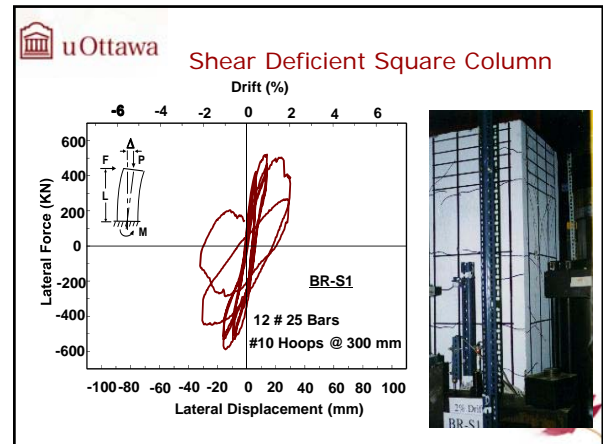 uOttawa
Shear Deficient Square Column
Drift (%)
-6 -4 -2 0 2 4 6
600
400
200
0
-200
-400
-600
Lateral Force (KN)
Δ
F P
L
M
BR-S1
12 # 25 Bars
#10 Hoops @ 300 mm
-100 -80 -60 -40 -20 0 20 40 60 80 100
Lateral Displacement (mm)
2% Drif
BR-S1